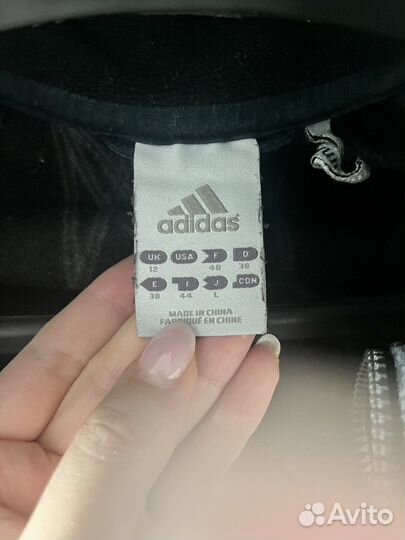 adidas
UK USA F D
12 40 38
E I J CDN
38 44 L
MADE IN CHINA
FABRIQUÉ EN CHINE
Avito